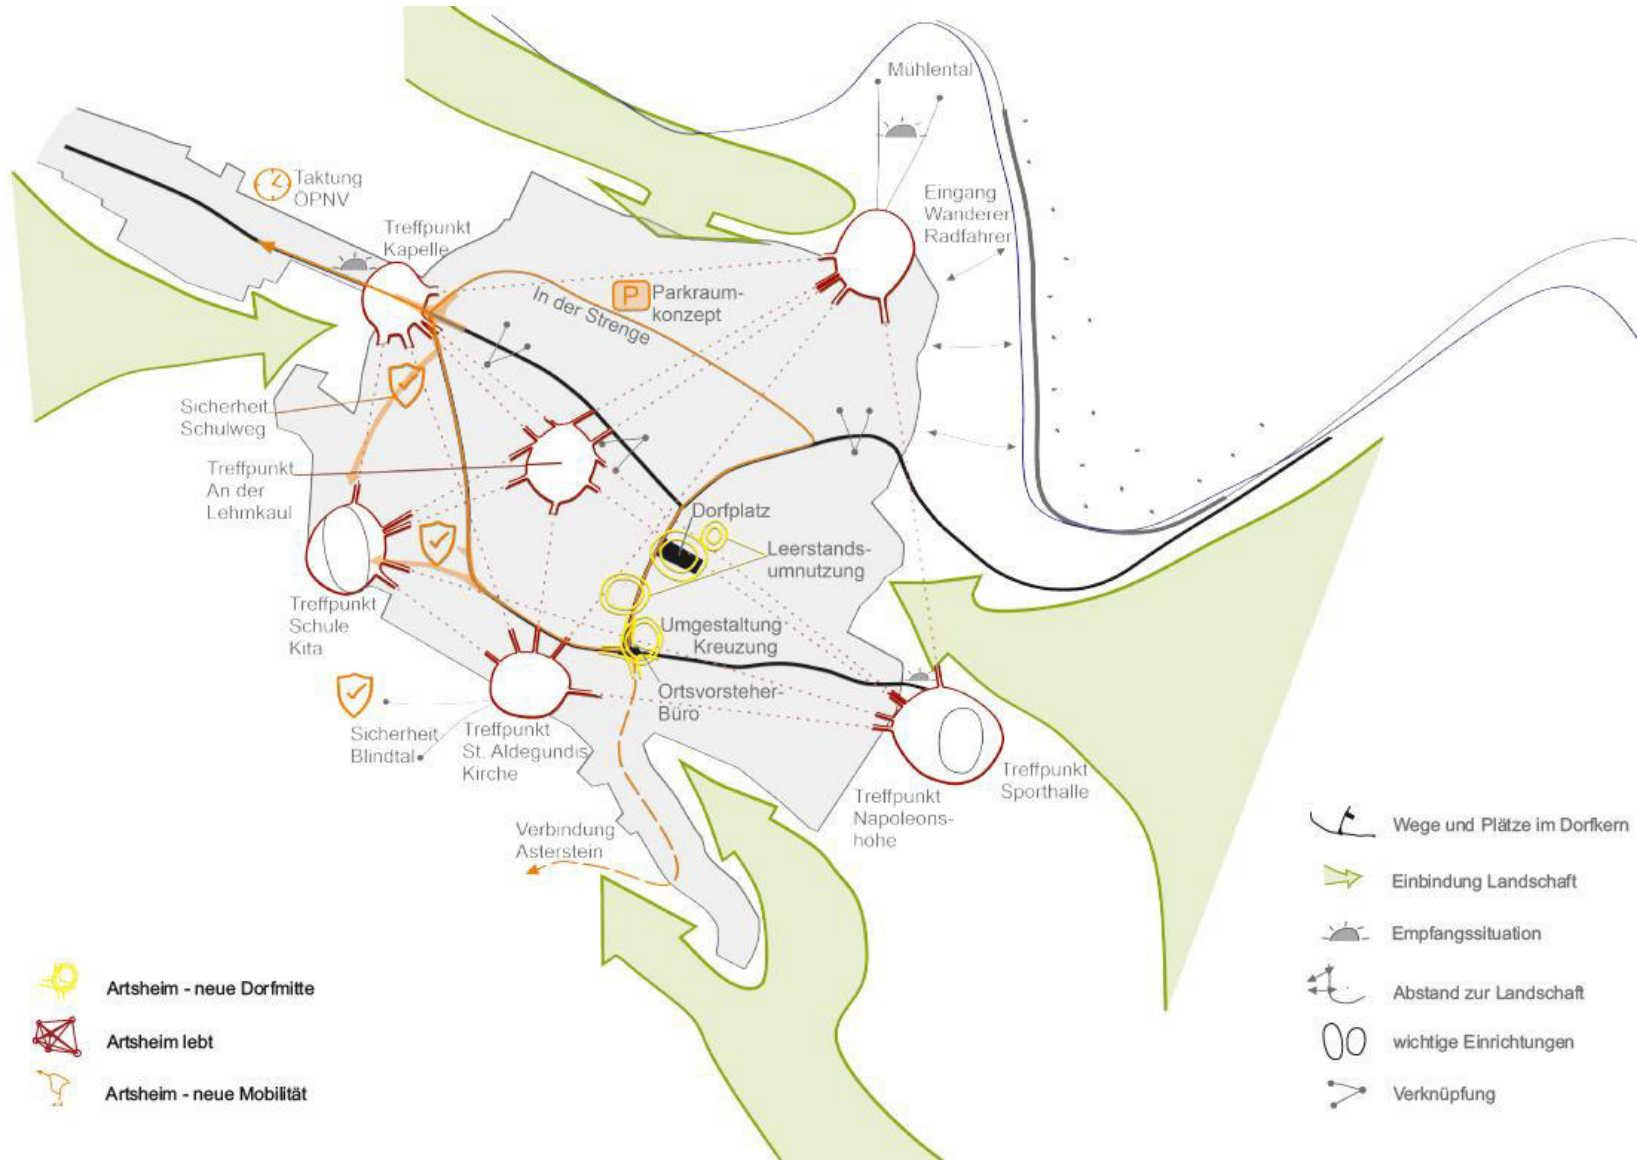 Mühlental
Taktung
ÖPNV
Treffpunkt
Kapelle
Eingang
Wanderer
Radfahrer
P
Parkraum-
konzept
In der Strenge
Sicherheit
Schulweg
Treffpunkt
An der
Lehmkaul
Dorfplatz
Leerstands-
umnutzung
Treffpunkt
Schule
Kita
Umgestaltung
Kreuzung
Ortsvorsteher-
Büro
Sicherheit
Blindtal
Treffpunkt
St. Aldegundis
Kirche
Treffpunkt
Sporthalle
Treffpunkt
Napoleons-
höhe
Verbindung
Asterstein
Artsheim - neue Dorfmitte
Artsheim lebt
Artsheim - neue Mobilität
Wege und Plätze im Dorfkern
Einbindung Landschaft
Empfangssituation
Abstand zur Landschaft
wichtige Einrichtungen
Verknüpfung